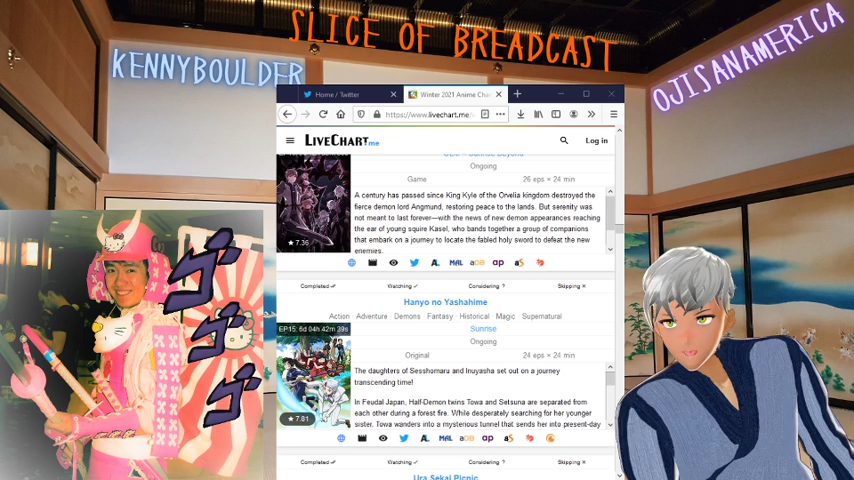 SLICE OF BREADCAST
KENNYBOULDER
OJISANAMERICA
Home / Twitter
Winter 2021 Anime Cha
https://www.livechart.me/
LIVECHART.me
Log in
Ongoing
Game
26 eps × 24 min
A century has passed since King Kyle of the Orvelia kingdom destroyed the
fierce demon lord Angmund, restoring peace to the lands. But serenity was
not meant to last forever—with the news of new demon appearances reaching
the ear of young squire Kasel, who bands together a group of companions
that embark on a journey to locate the fabled holy sword to defeat the new
enemies.
★ 7.36
MAL
Completed
Watching
Considering ?
Skipping ✕
Hanyo no Yashahime
Action · Adventure · Demons · Fantasy · Historical · Magic · Supernatural
EP15: 6d 04h 42m 39s
Sunrise
Ongoing
Original
24 eps × 24 min
The daughters of Sesshomaru and Inuyasha set out on a journey
transcending time!
In Feudal Japan, Half-Demon twins Towa and Setsuna are separated from
each other during a forest fire. While desperately searching for her younger
sister, Towa wanders into a mysterious tunnel that sends her into present-day
★ 7.81
MAL
Completed
Watching
Considering ?
Skipping ✕
Ura Sekai Picnic
ゴゴゴ